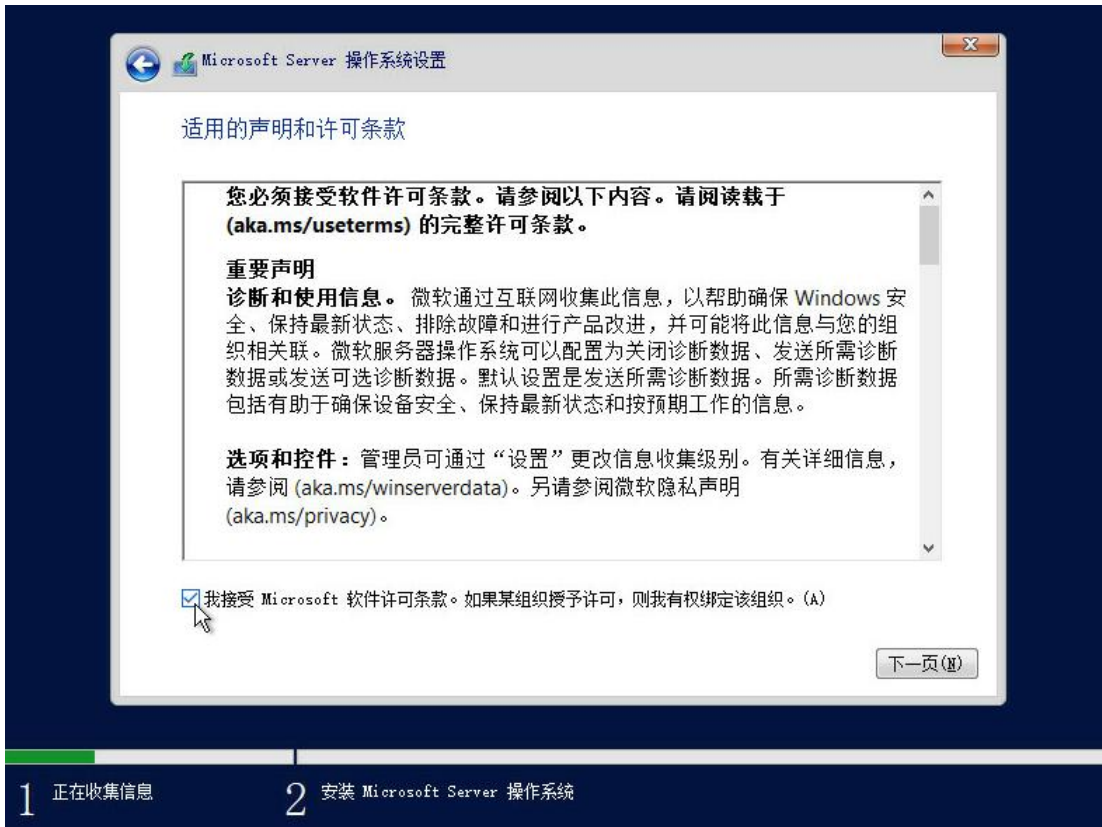 Microsoft Server 操作系统设置
适用的声明和许可条款
您必须接受软件许可条款。请参阅以下内容。请阅读载于
(aka.ms/useterms) 的完整许可条款。
重要声明
诊断和使用信息。 微软通过互联网收集此信息，以帮助确保 Windows 安
全、保持最新状态、排除故障和进行产品改进，并可能将此信息与您的组
织相关联。微软服务器操作系统可以配置为关闭诊断数据、发送所需诊断
数据或发送可选诊断数据。默认设置是发送所需诊断数据。所需诊断数据
包括有助于确保设备安全、保持最新状态和按预期工作的信息。
选项和控件：管理员可通过“设置”更改信息收集级别。有关详细信息，
请参阅 (aka.ms/winserverdata)。另请参阅微软隐私声明
(aka.ms/privacy)。
我接受 Microsoft 软件许可条款。如果某组织授予许可，则我有权绑定该组织。(A)
下一页(N)
1 正在收集信息
2 安装 Microsoft Server 操作系统